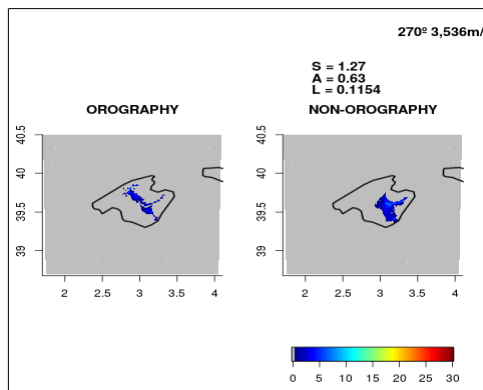 270º 3,536m/
S = 1.27
A = 0.63
L = 0.1154
OROGRAPHY
NON-OROGRAPHY
40.5
40
39.5
39
2 2.5 3 3.5 4
40.5
40
39.5
39
2 2.5 3 3.5 4
0 5 10 15 20 25 30